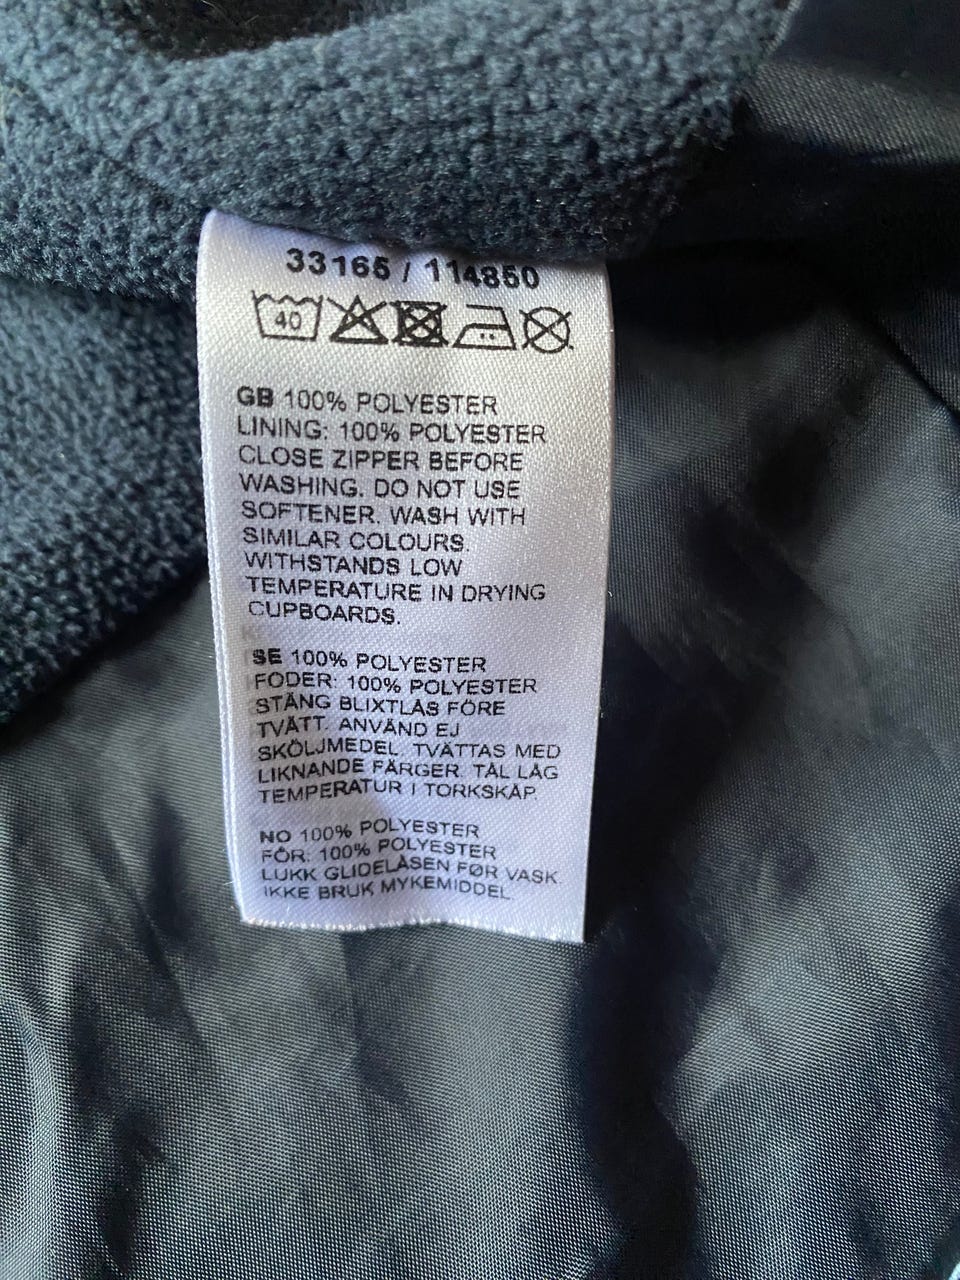 33165 / 114850
40
GB 100% POLYESTER
LINING: 100% POLYESTER
CLOSE ZIPPER BEFORE
WASHING. DO NOT USE
SOFTENER. WASH WITH
SIMILAR COLOURS.
WITHSTANDS LOW
TEMPERATURE IN DRYING
CUPBOARDS.
SE 100% POLYESTER
FODER: 100% POLYESTER
STÄNG BLIXTLÅS FÖRE
TVÄTT. ANVÄND EJ
SKÖLJMEDEL. TVÄTTAS MED
LIKNANDE FÄRGER. TÅL LÅG
TEMPERATUR I TORKSKÅP.
NO 100% POLYESTER
FÔR: 100% POLYESTER
LUKK GLIDELÅSEN FØR VASK.
IKKE BRUK MYKEMIDDEL.